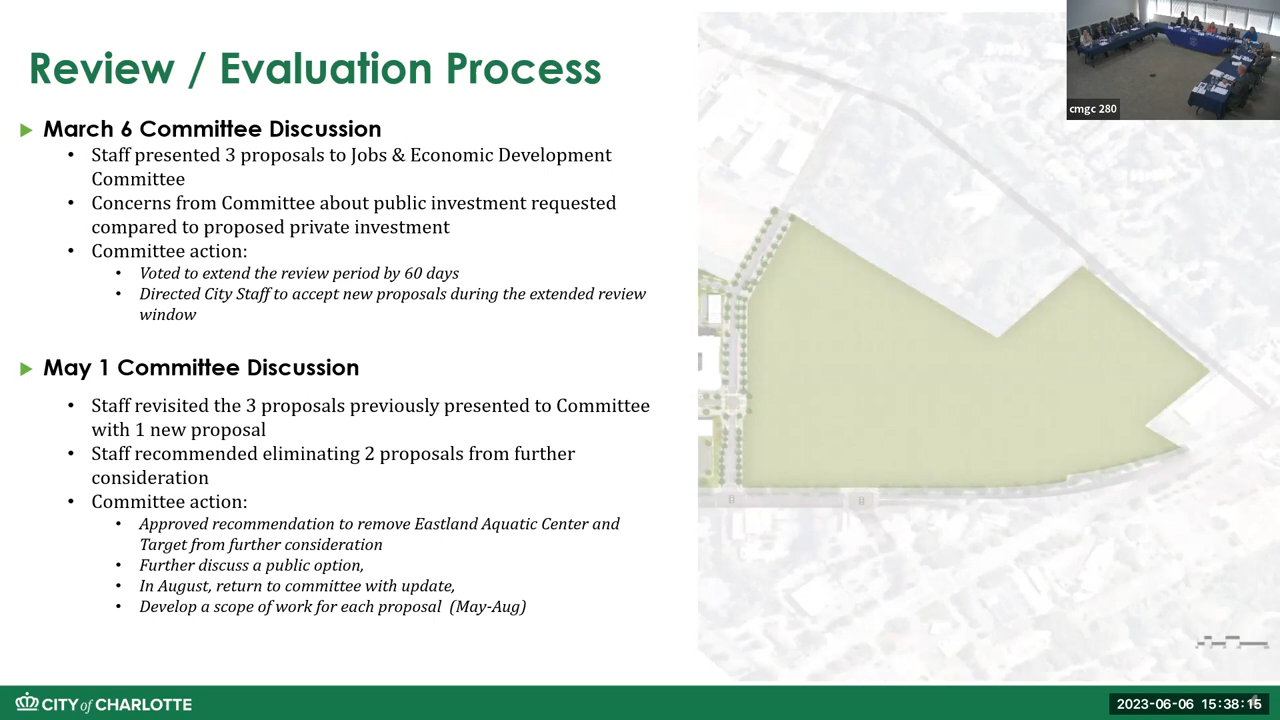 Review / Evaluation Process
March 6 Committee Discussion
• Staff presented 3 proposals to Jobs & Economic Development
Committee
• Concerns from Committee about public investment requested
compared to proposed private investment
• Committee action:
• Voted to extend the review period by 60 days
• Directed City Staff to accept new proposals during the extended review
window
May 1 Committee Discussion
• Staff revisited the 3 proposals previously presented to Committee
with 1 new proposal
• Staff recommended eliminating 2 proposals from further
consideration
• Committee action:
• Approved recommendation to remove Eastland Aquatic Center and
Target from further consideration
• Further discuss a public option,
• In August, return to committee with update,
• Develop a scope of work for each proposal (May-Aug)
cmgc 280
CITY of CHARLOTTE
2023-06-06 15:38:15